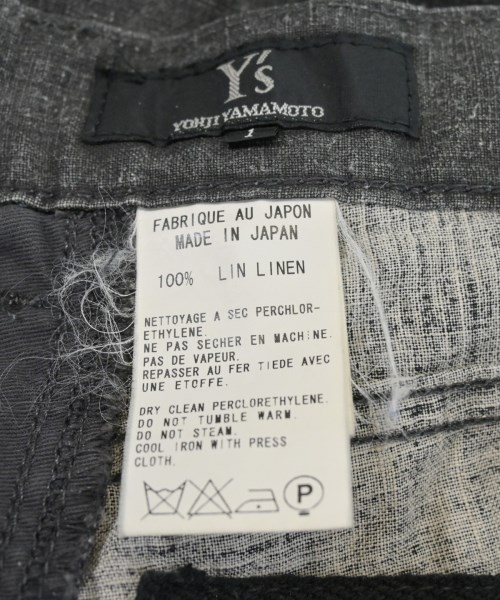 Y's
YOHJI YAMAMOTO
1
FABRIQUE AU JAPON
MADE IN JAPAN
100% LIN LINEN
NETTOYAGE A SEC PERCHLOR-
ETHYLENE.
NE PAS SECHER EN MACHINE.
PAS DE VAPEUR.
REPASSER AU FER TIEDE AVEC
UNE ETOFFE.
DRY CLEAN PERCLORETHYLENE.
DO NOT TUMBLE WARM.
DO NOT STEAM.
COOL IRON WITH PRESS
CLOTH.
P